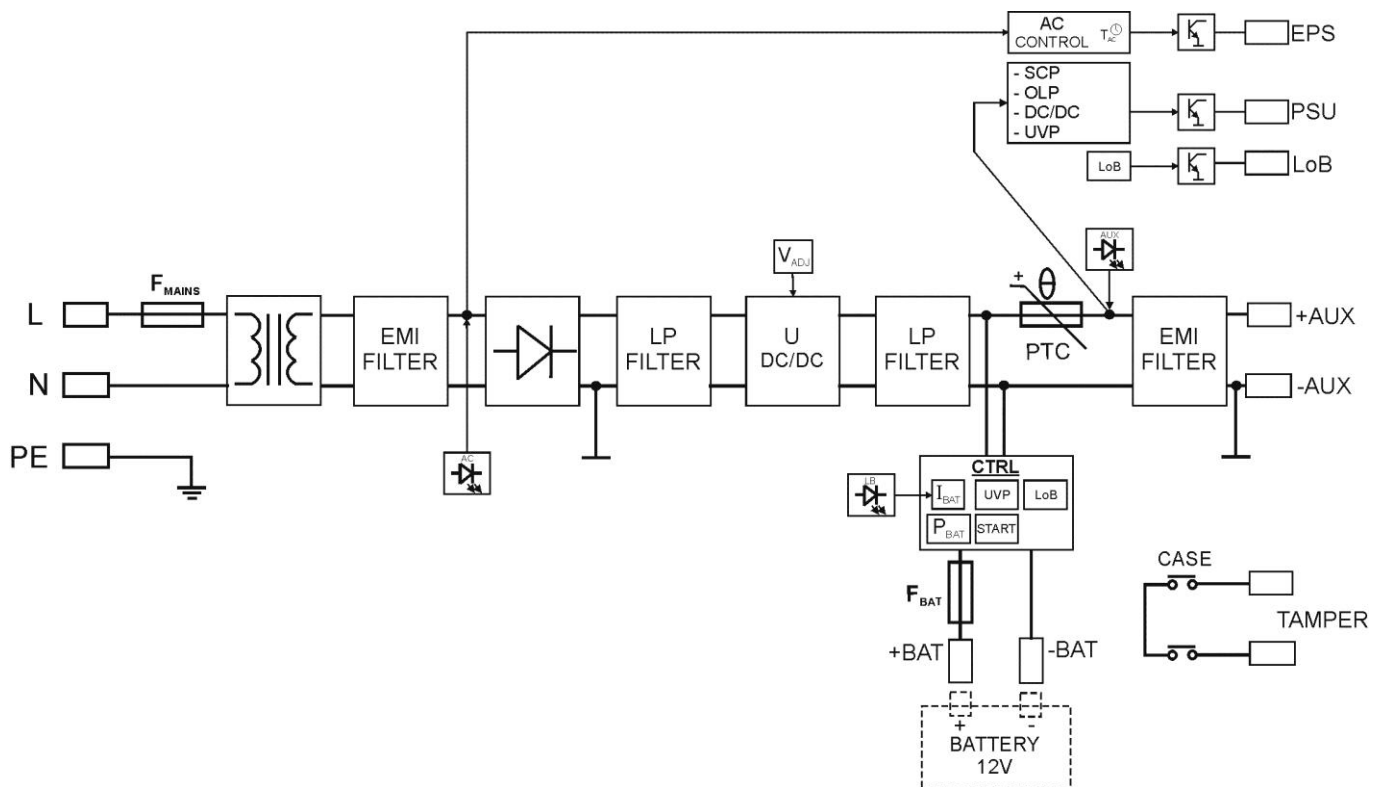 AC
CONTROL T AC
EPS
- SCP
- OLP
- DC/DC
- UVP
PSU
LoB
LoB
AUX
V ADJ
L
F MAINS
EMI
FILTER
LP
FILTER
U
DC/DC
LP
FILTER
+
θ
PTC
EMI
FILTER
+AUX
N
-AUX
PE
AC
LB
CTRL
I BAT
UVP
LoB
P BAT
START
F BAT
+BAT
-BAT
+
-
BATTERY
12V
CASE
TAMPER